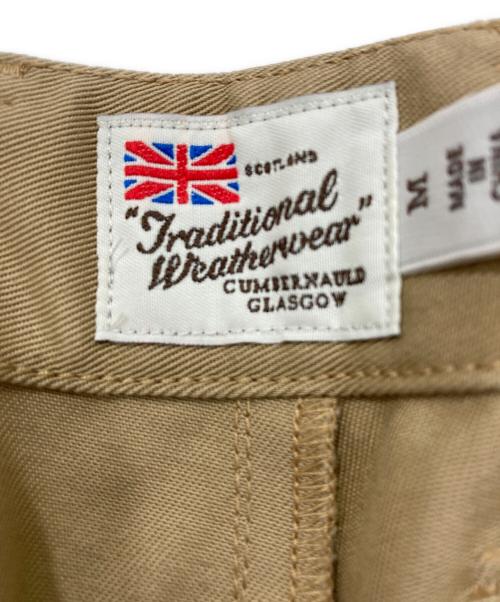 SCOTLAND
"Traditional
Weatherwear"
CUMBERNAULD
GLASGOW
M
MADE
IN